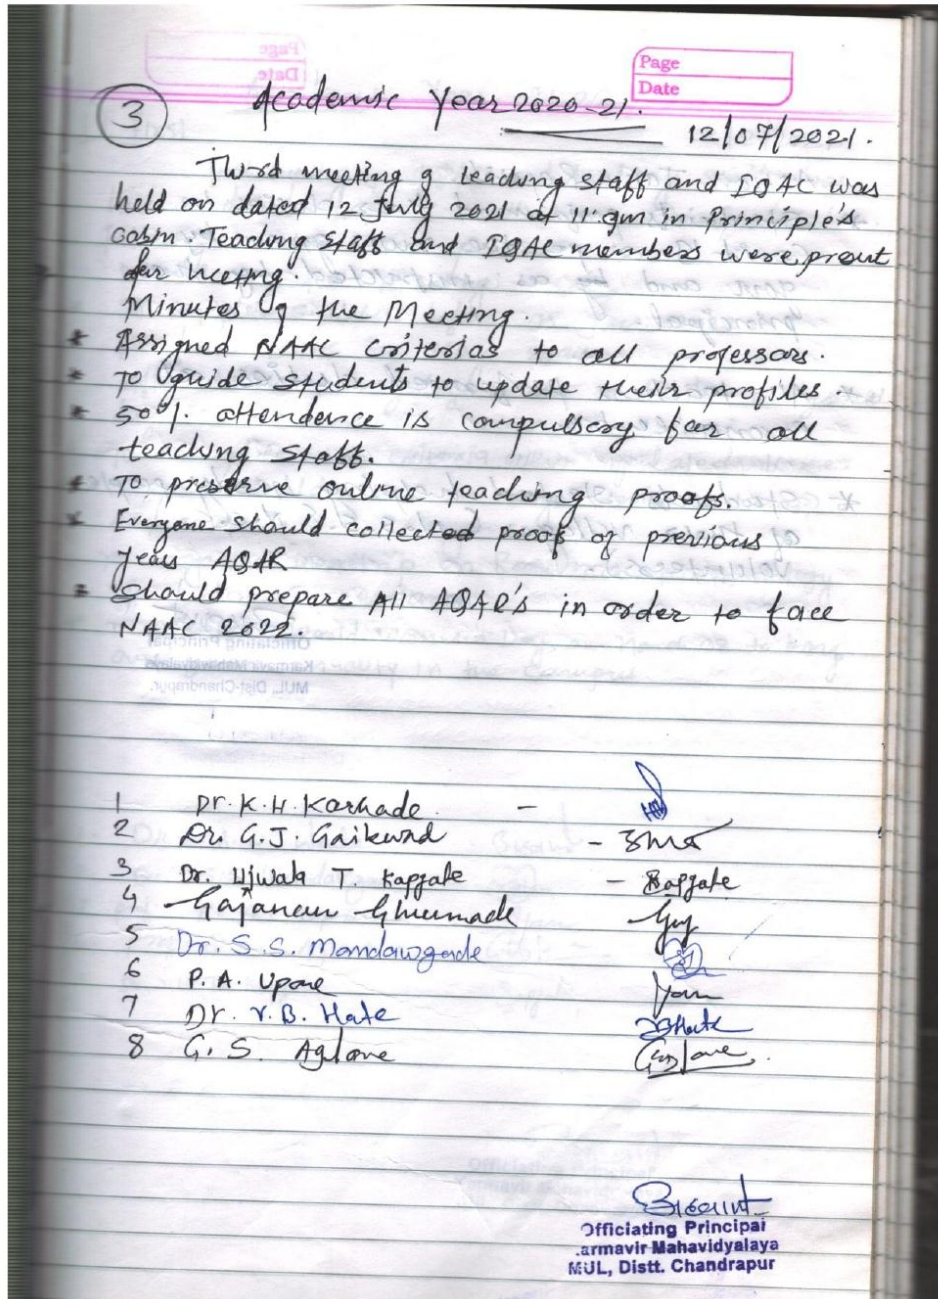 Page
Date
3
Academic Year 2020-21.
12/07/2021.
Third meeting of teaching staff and IQAC was
held on dated 12 July 2021 at 11 am in Principle's
cabin. Teaching staff and IQAC members were
for meeting.
Minutes of the Meeting.
* Assigned NAAC criterias to all professors.
* To guide students to update their profiles.
* 50%. attendence is compulsory for all
teaching staff.
* To preserve online teaching proofs.
* Everyone should collected proof of previous
years AQAR
* Should prepare All AQAR's in order to face
NAAC 2022.
1 Dr. K. H. Karhade -
2 Dr. G. J. Gaikwad -
3 Dr. Ujwala T. Kapgate - Kapgate
4 Gajanan Ghumade
5 Dr. S. S. Mandawgade
6 P. A. Upare
7 Dr. V. B. Hate
8 G. S. Aglave
Officiating Principal
armavir Mahavidyalaya
MUL, Distt. Chandrapur